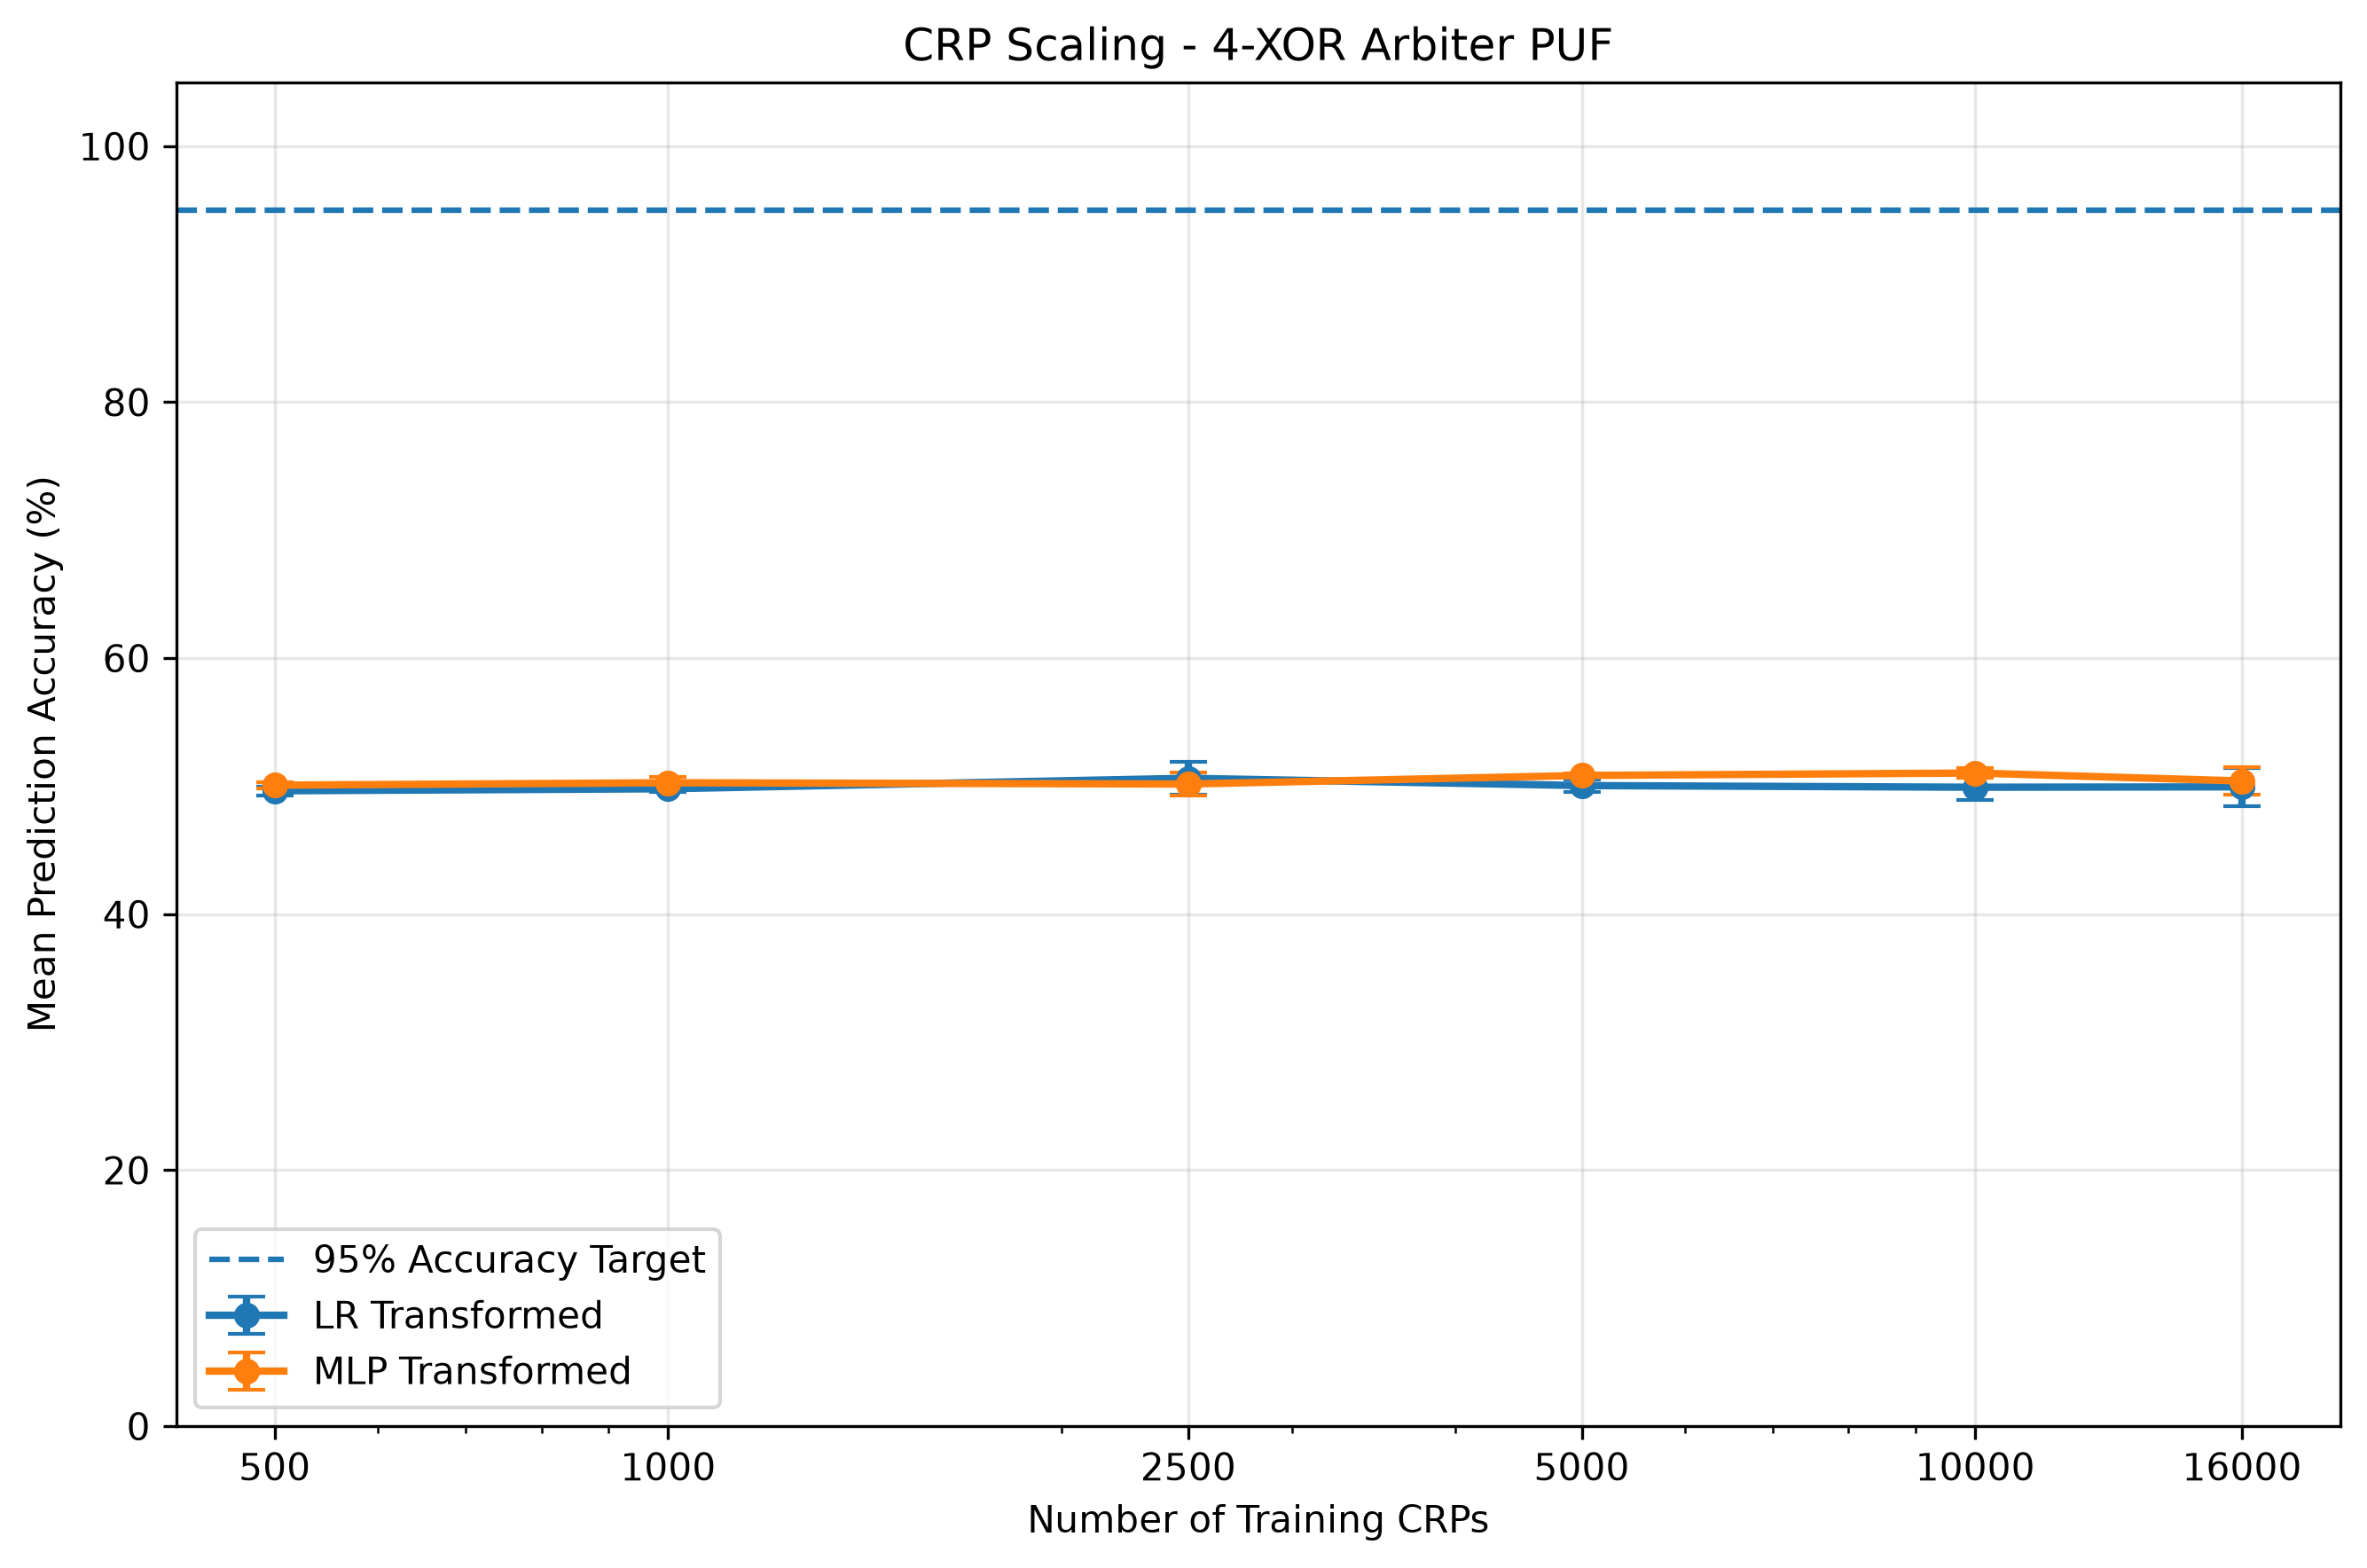 CRP Scaling - 4-XOR Arbiter PUF
Mean Prediction Accuracy (%)
100
80
60
40
20
0
95% Accuracy Target
LR Transformed
MLP Transformed
500 1000 2500 5000 10000 16000
Number of Training CRPs